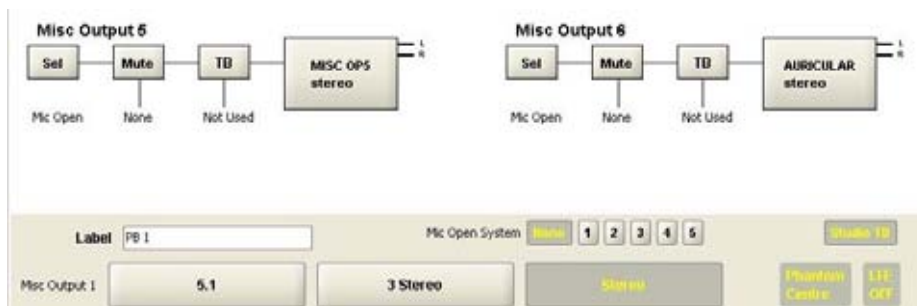 Misc Output 5
Misc Output 6
Sel Mute TB MISC OPS stereo L R
Sel Mute TB AURICULAR stereo L R
Mic Open None Not Used
Mic Open None Not Used
Label PB 1 Mic Open System None 1 2 3 4 5 Studio TB
Misc Output 1 5.1 3 Stereo Stereo Phantom Centre LFE OFF